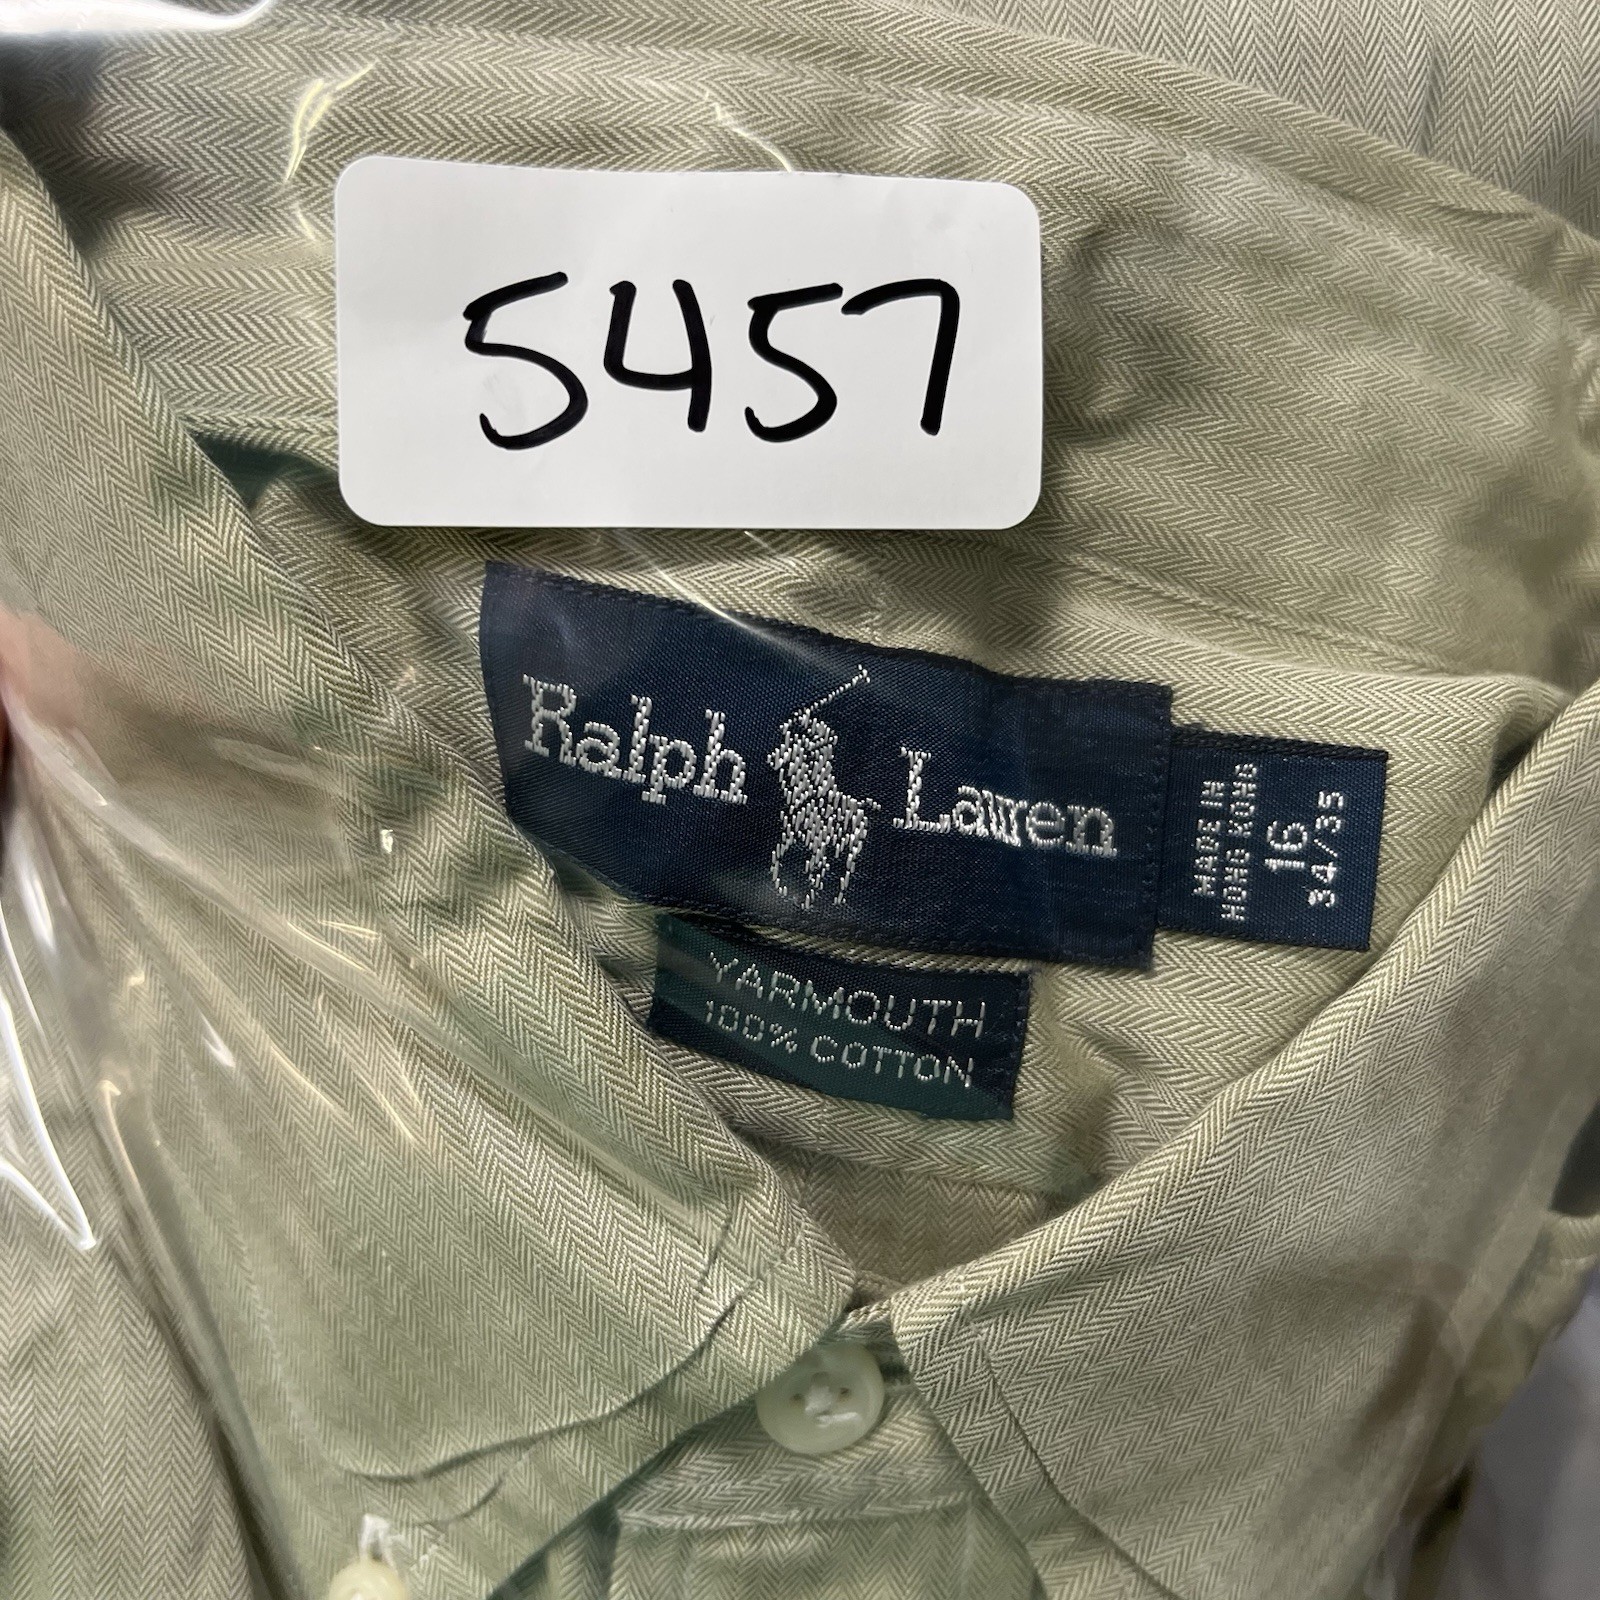 5457
Ralph Lauren
MADE IN
HONG KONG
16
34/35
YARMOUTH
100% COTTON